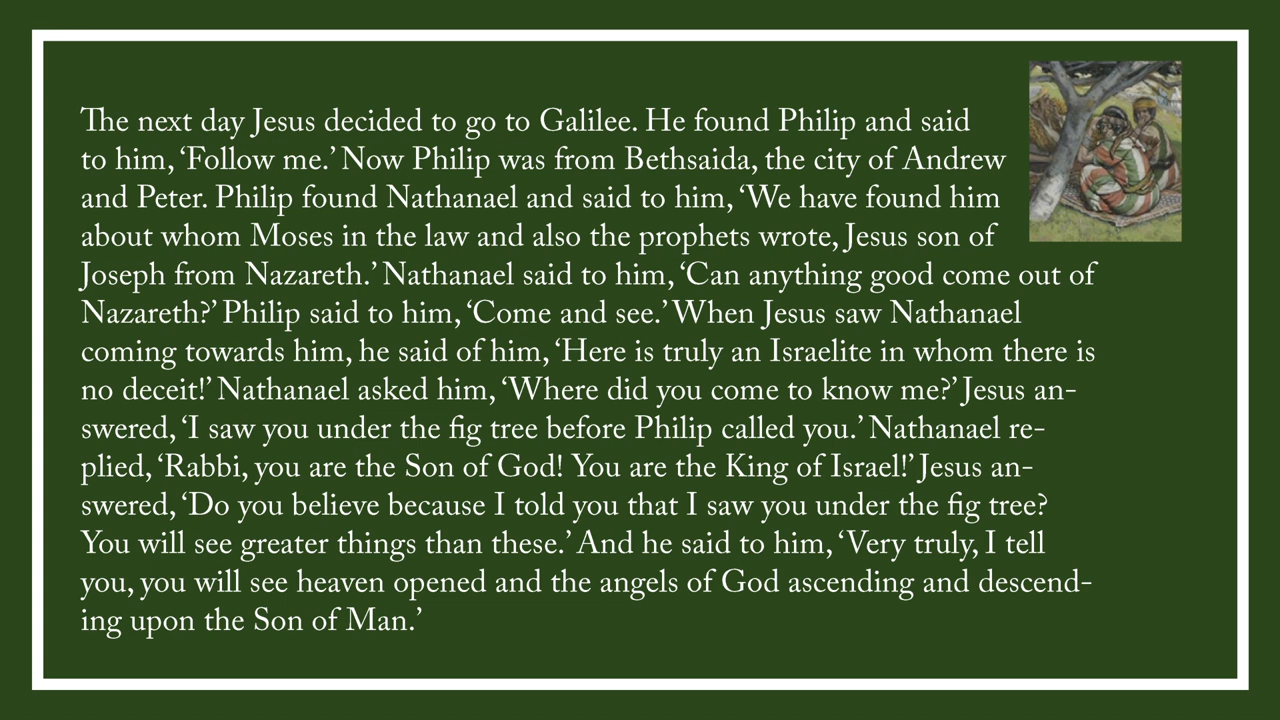 The next day Jesus decided to go to Galilee. He found Philip and said
to him, ‘Follow me.’ Now Philip was from Bethsaida, the city of Andrew
and Peter. Philip found Nathanael and said to him, ‘We have found him
about whom Moses in the law and also the prophets wrote, Jesus son of
Joseph from Nazareth.’ Nathanael said to him, ‘Can anything good come out of
Nazareth?’ Philip said to him, ‘Come and see.’ When Jesus saw Nathanael
coming towards him, he said of him, ‘Here is truly an Israelite in whom there is
no deceit!’ Nathanael asked him, ‘Where did you come to know me?’ Jesus an-
swered, ‘I saw you under the fig tree before Philip called you.’ Nathanael re-
plied, ‘Rabbi, you are the Son of God! You are the King of Israel!’ Jesus an-
swered, ‘Do you believe because I told you that I saw you under the fig tree?
You will see greater things than these.’ And he said to him, ‘Very truly, I tell
you, you will see heaven opened and the angels of God ascending and descend-
ing upon the Son of Man.’